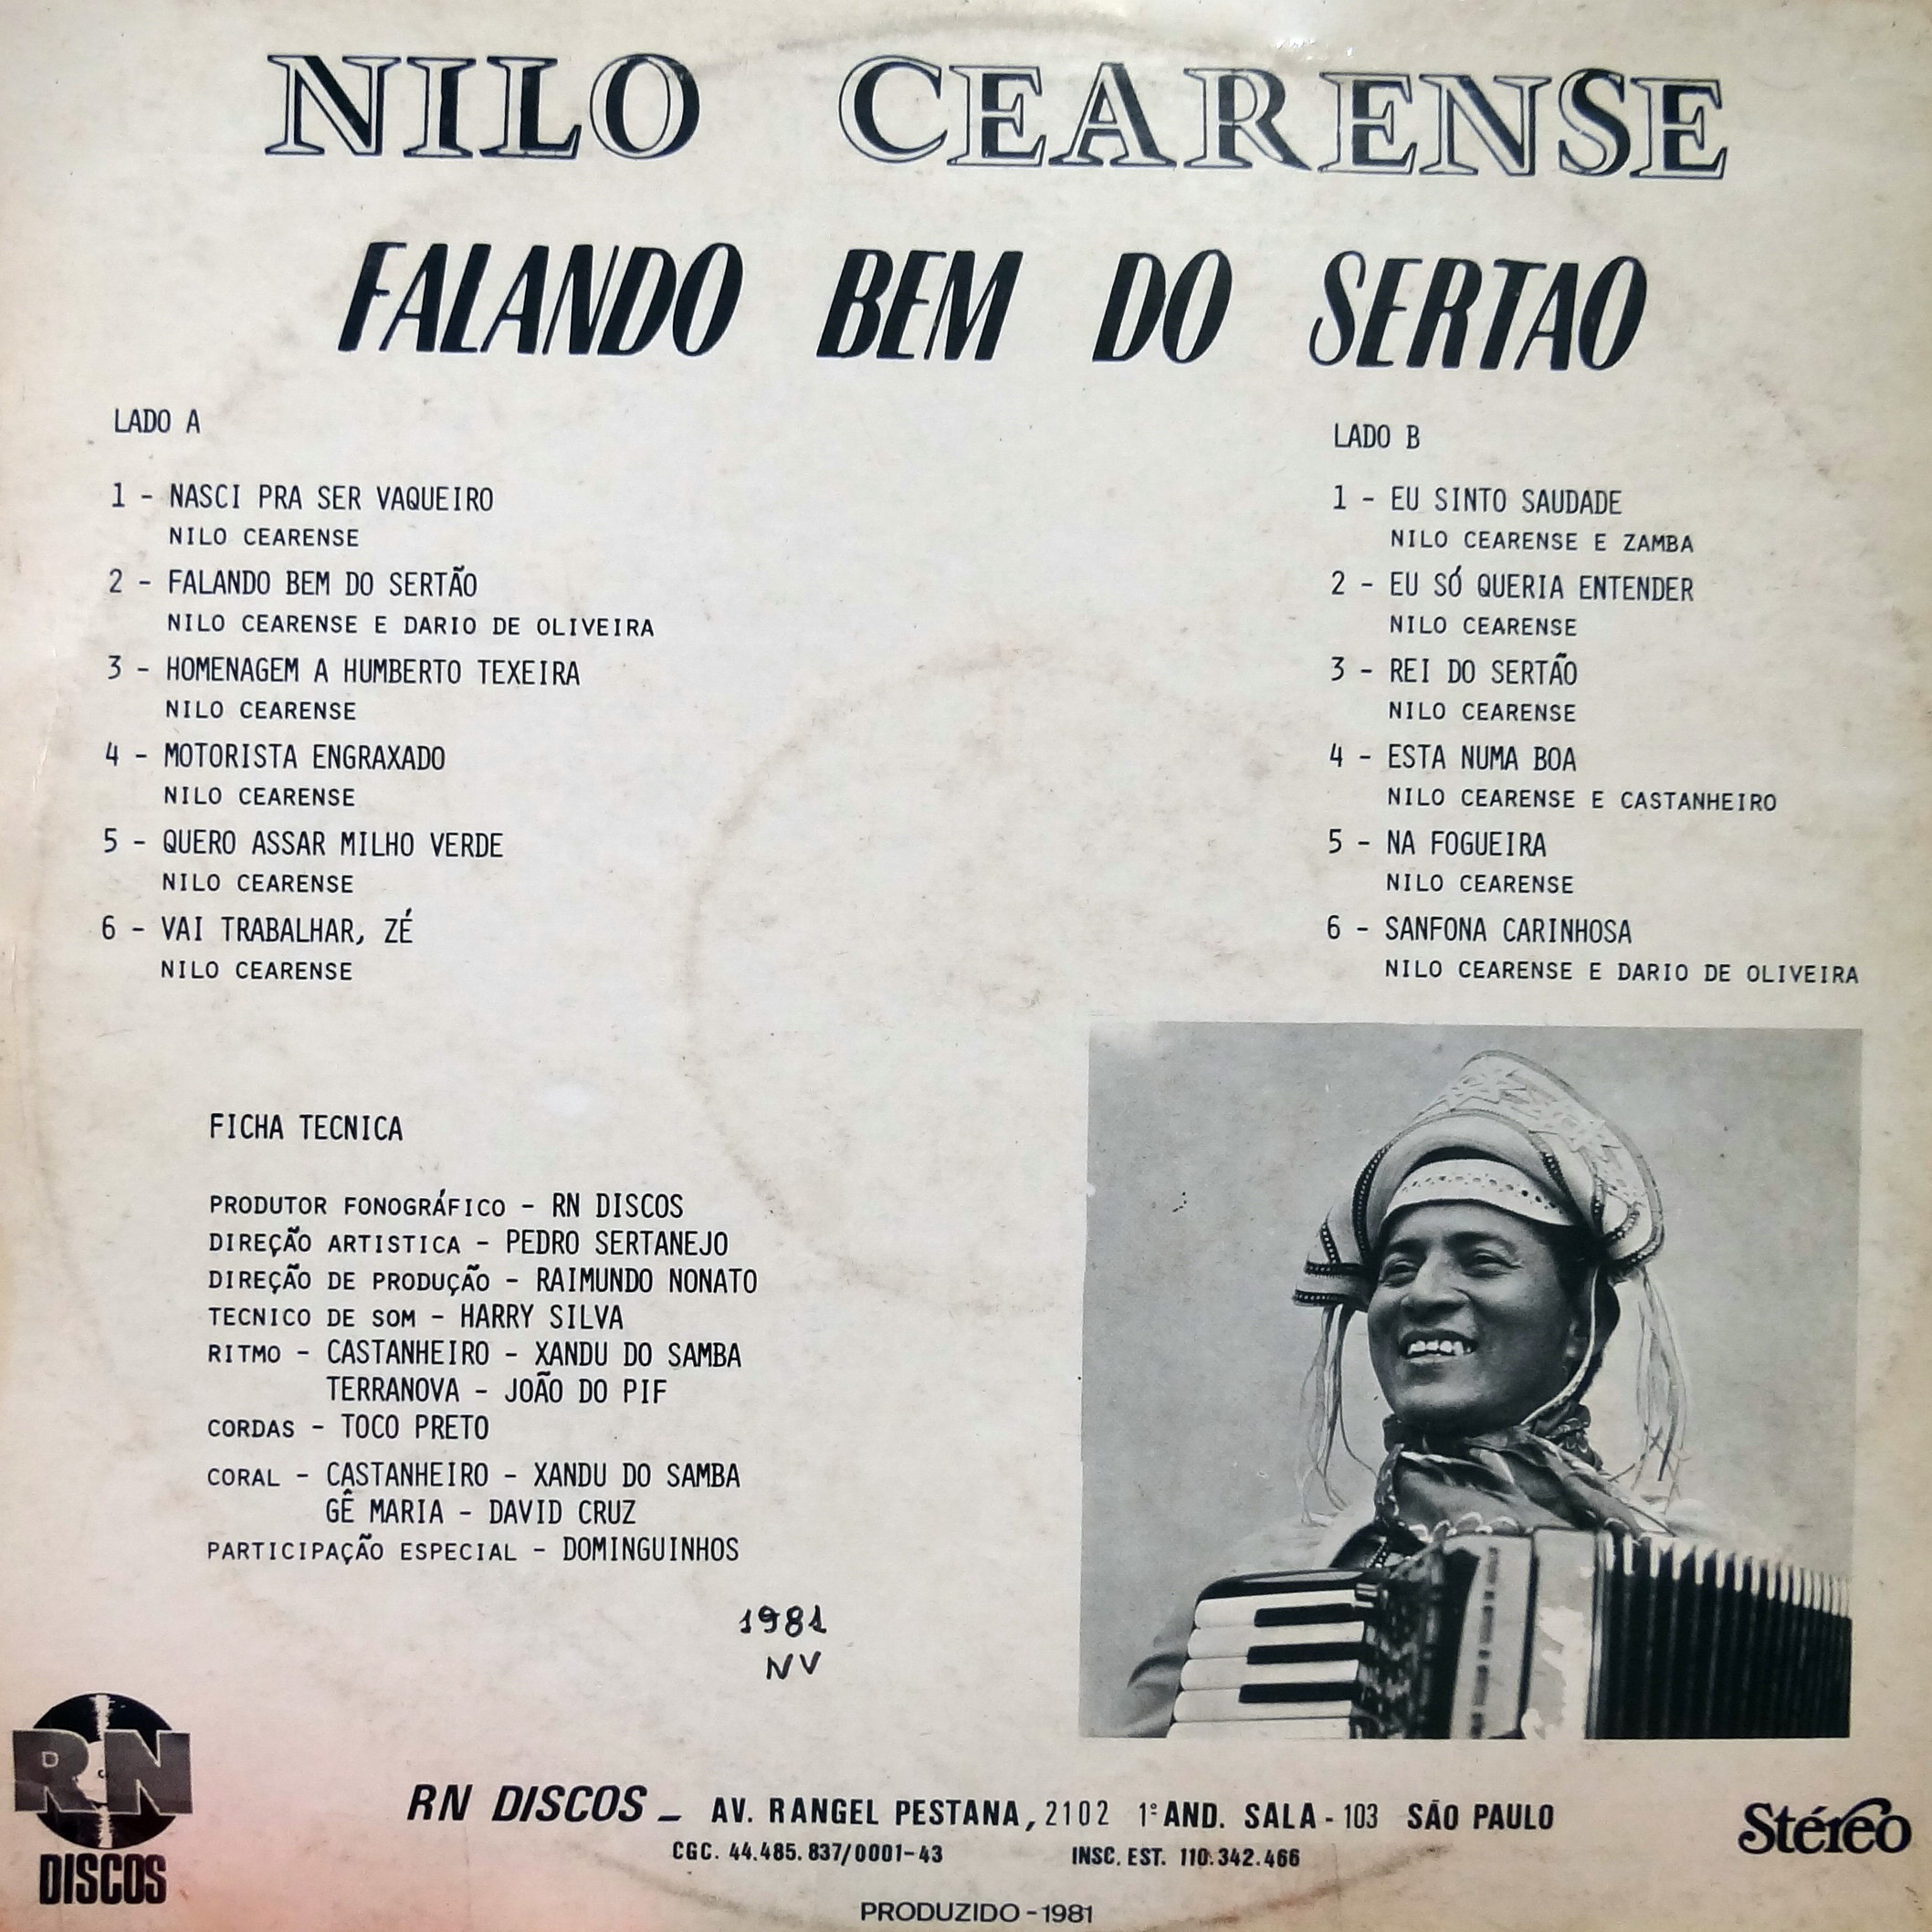 NILO CEARENSE
FALANDO BEM DO SERTAO
LADO A
1 - NASCI PRA SER VAQUEIRO
NILO CEARENSE
2 - FALANDO BEM DO SERTÃO
NILO CEARENSE E DARIO DE OLIVEIRA
3 - HOMENAGEM A HUMBERTO TEXEIRA
NILO CEARENSE
4 - MOTORISTA ENGRAXADO
NILO CEARENSE
5 - QUERO ASSAR MILHO VERDE
NILO CEARENSE
6 - VAI TRABALHAR, ZÉ
NILO CEARENSE
LADO B
1 - EU SINTO SAUDADE
NILO CEARENSE E ZAMBA
2 - EU SÓ QUERIA ENTENDER
NILO CEARENSE
3 - REI DO SERTÃO
NILO CEARENSE
4 - ESTA NUMA BOA
NILO CEARENSE E CASTANHEIRO
5 - NA FOGUEIRA
NILO CEARENSE
6 - SANFONA CARINHOSA
NILO CEARENSE E DARIO DE OLIVEIRA
FICHA TECNICA
PRODUTOR FONOGRÁFICO - RN DISCOS
DIREÇÃO ARTISTICA - PEDRO SERTANEJO
DIREÇÃO DE PRODUÇÃO - RAIMUNDO NONATO
TECNICO DE SOM - HARRY SILVA
RITMO - CASTANHEIRO - XANDU DO SAMBA
TERRANOVA - JOÃO DO PIF
CORDAS - TOCO PRETO
CORAL - CASTANHEIRO - XANDU DO SAMBA
GÊ MARIA - DAVID CRUZ
PARTICIPAÇÃO ESPECIAL - DOMINGUINHOS
1981
NV
RN
DISCOS
RN DISCOS - AV. RANGEL PESTANA, 2102 1º AND. SALA - 103 SÃO PAULO
CGC. 44.485.837/0001-43 INSC. EST. 110.342.466
PRODUZIDO - 1981
Stéreo